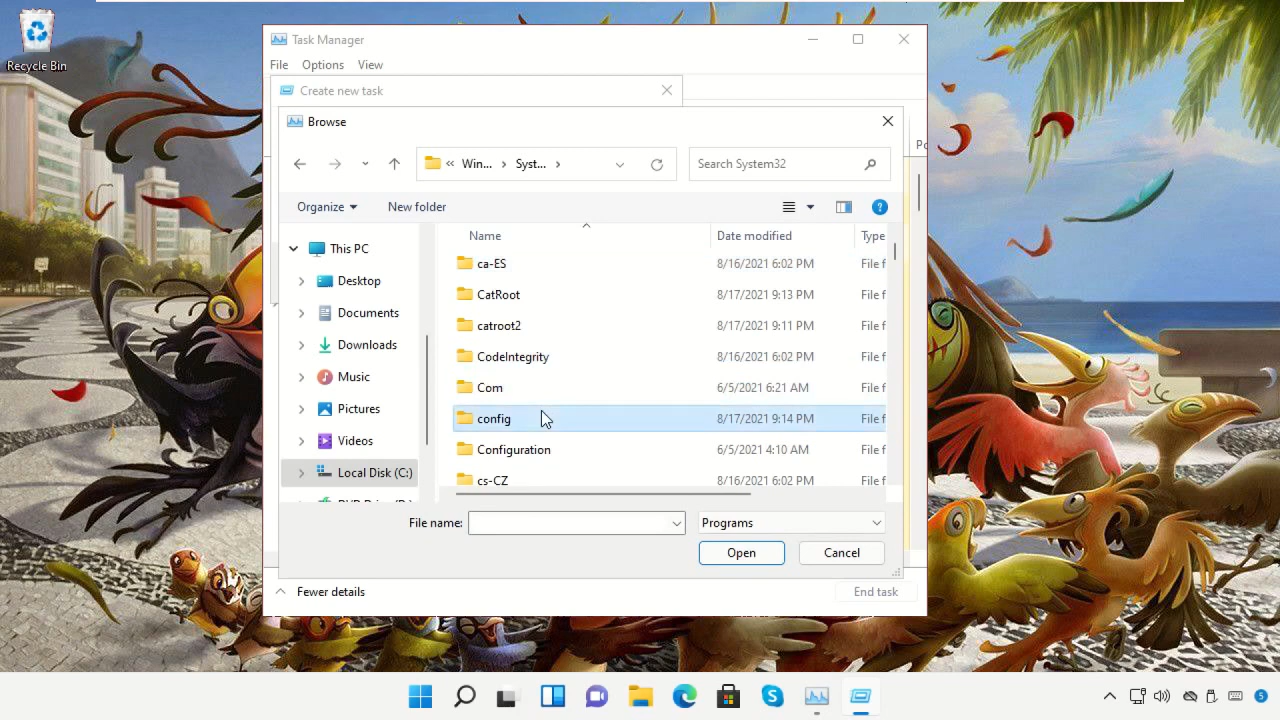 Recycle Bin
Task Manager
File Options View
Create new task
Browse
« Win... > Syst... >
Search System32
Organize New folder
Name Date modified Type
This PC
Desktop
Documents
Downloads
Music
Pictures
Videos
Local Disk (C:)
ca-ES 8/16/2021 6:02 PM File f
CatRoot 8/17/2021 9:13 PM File f
catroot2 8/17/2021 9:11 PM File f
CodeIntegrity 8/16/2021 6:02 PM File f
Com 6/5/2021 6:21 AM File f
config 8/17/2021 9:14 PM File f
Configuration 6/5/2021 4:10 AM File f
cs-CZ 8/16/2021 6:02 PM File f
File name: Programs
Open Cancel
Fewer details End task
5